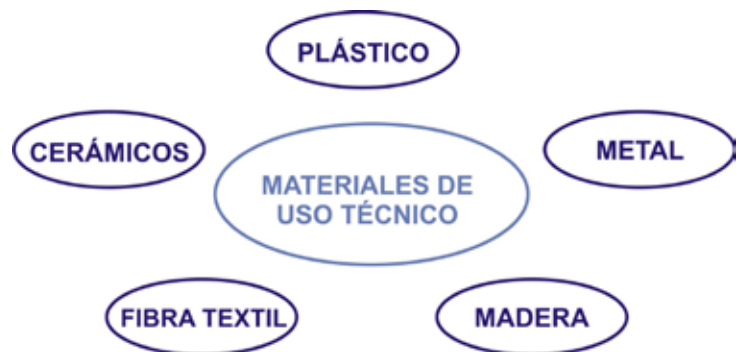 PLÁSTICO
CERÁMICOS
METAL
MATERIALES DE
USO TÉCNICO
FIBRA TEXTIL
MADERA